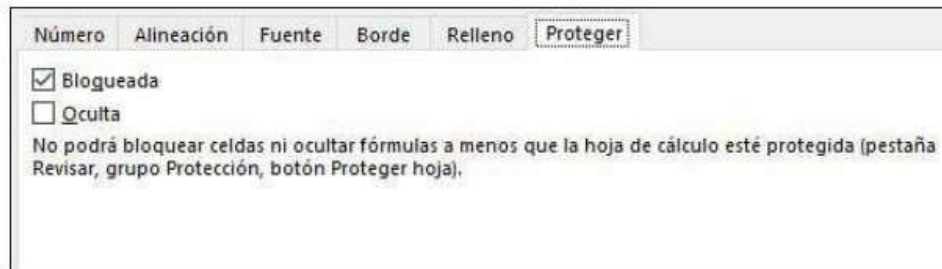 Número Alineación Fuente Borde Relleno Proteger
Bloqueada
Oculta
No podrá bloquear celdas ni ocultar fórmulas a menos que la hoja de cálculo esté protegida (pestaña
Revisar, grupo Protección, botón Proteger hoja).